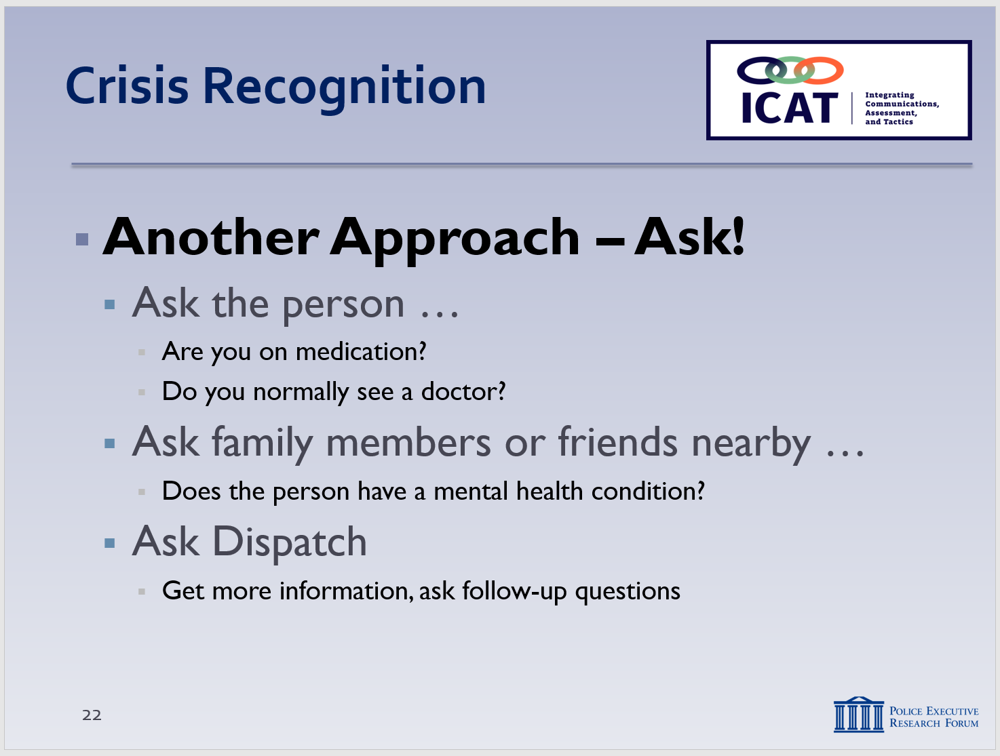 Crisis Recognition
ICAT
Integrating
Communications,
Assessment,
and Tactics
Another Approach – Ask!
Ask the person …
Are you on medication?
Do you normally see a doctor?
Ask family members or friends nearby …
Does the person have a mental health condition?
Ask Dispatch
Get more information, ask follow-up questions
22
POLICE EXECUTIVE
RESEARCH FORUM